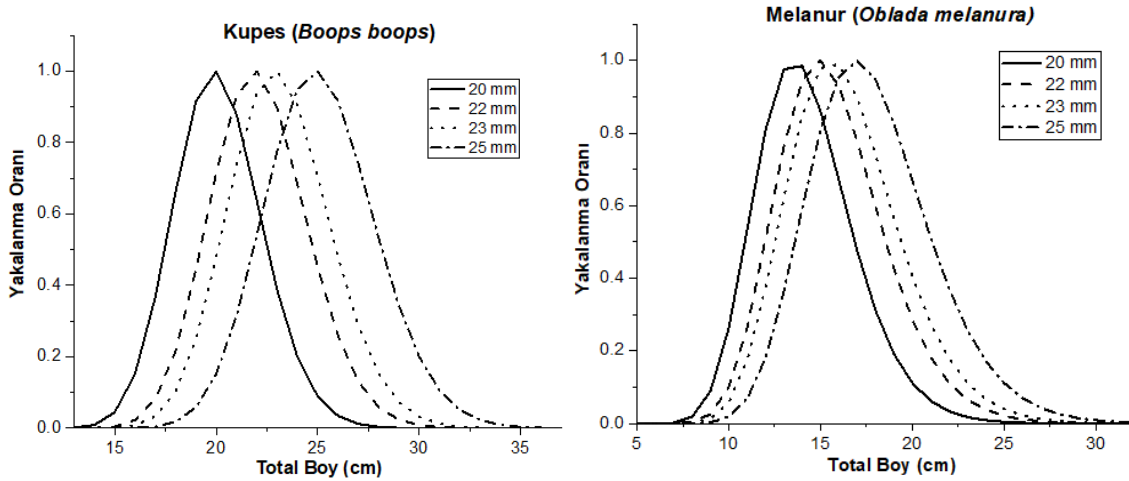 Kupes (Boops boops)
20 mm
22 mm
23 mm
25 mm
Yakalanma Oranı
1.0
0.8
0.6
0.4
0.2
0.0
15
20
25
30
35
Total Boy (cm)
Melanur (Oblada melanura)
20 mm
22 mm
23 mm
25 mm
Yakalanma Oranı
1.0
0.8
0.6
0.4
0.2
0.0
5
10
15
20
25
30
Total Boy (cm)